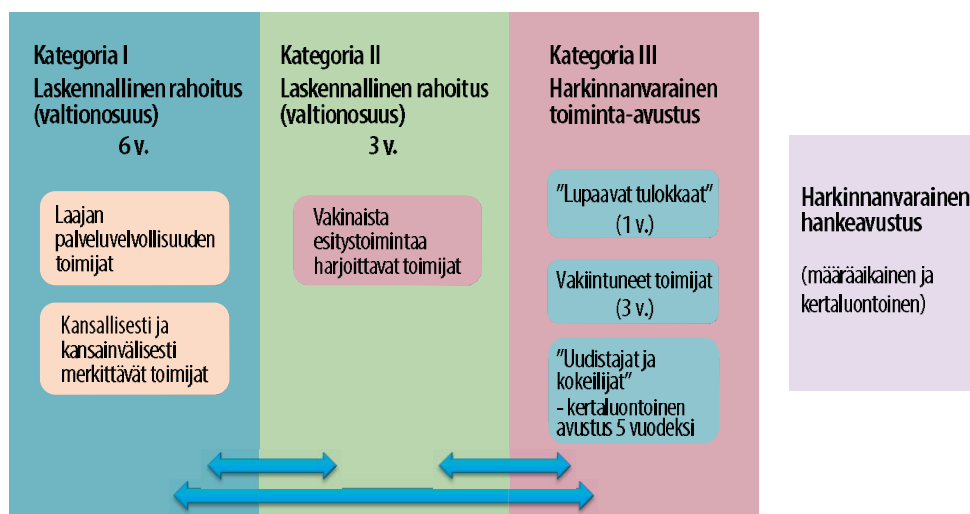 Kategoria I
Laskennallinen rahoitus
(valtionosuus)
6 v.
Laajan
palveluvelvollisuuden
toimijat
Kansallisesti ja
kansainvälisesti
merkittävät toimijat
Kategoria II
Laskennallinen rahoitus
(valtionosuus)
3 v.
Vakinaista
esitystoimintaa
harjoittavat toimijat
Kategoria III
Harkinnanvarainen
toiminta-avustus
”Lupaavat tulokkaat”
(1 v.)
Vakiintuneet toimijat
(3 v.)
”Uudistajat ja
kokeilijat”
- kertaluontoinen
avustus 5 vuodeksi
Harkinnanvarainen
hankeavustus
(määräaikainen ja
kertaluontoinen)